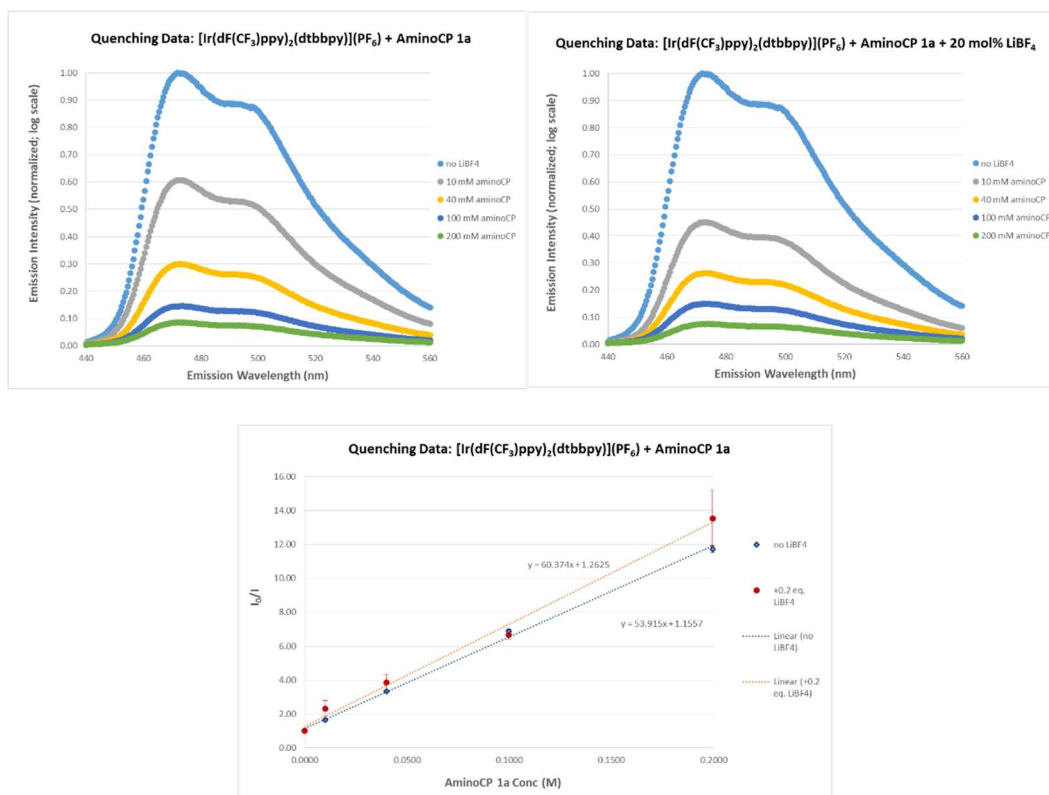 Quenching Data: [Ir(dF(CF₃)ppy)₂(dtbbpy)](PF₆) + AminoCP 1a
Emission Intensity (normalized; log scale)
1.00
0.90
0.80
0.70
0.60
0.50
0.40
0.30
0.20
0.10
0.00
440
460
480
500
520
540
560
Emission Wavelength (nm)
no LiBF4
10 mM aminoCP
40 mM aminoCP
100 mM aminoCP
200 mM aminoCP
Quenching Data: [Ir(dF(CF₃)ppy)₂(dtbbpy)](PF₆) + AminoCP 1a + 20 mol% LiBF₄
Emission Intensity (normalized; log scale)
1.00
0.90
0.80
0.70
0.60
0.50
0.40
0.30
0.20
0.10
0.00
440
460
480
500
520
540
560
Emission Wavelength (nm)
no LiBF4
10 mM aminoCP
40 mM aminoCP
100 mM aminoCP
200 mM aminoCP
Quenching Data: [Ir(dF(CF₃)ppy)₂(dtbbpy)](PF₆) + AminoCP 1a
I₀/I
16.00
14.00
12.00
10.00
8.00
6.00
4.00
2.00
0.00
0.0000
0.0500
0.1000
0.1500
0.2000
AminoCP 1a Conc (M)
y = 60.374x + 1.2625
y = 53.915x + 1.1557
no LiBF4
+0.2 eq.
LiBF4
Linear (no
LiBF4)
Linear (+0.2
eq. LiBF4)